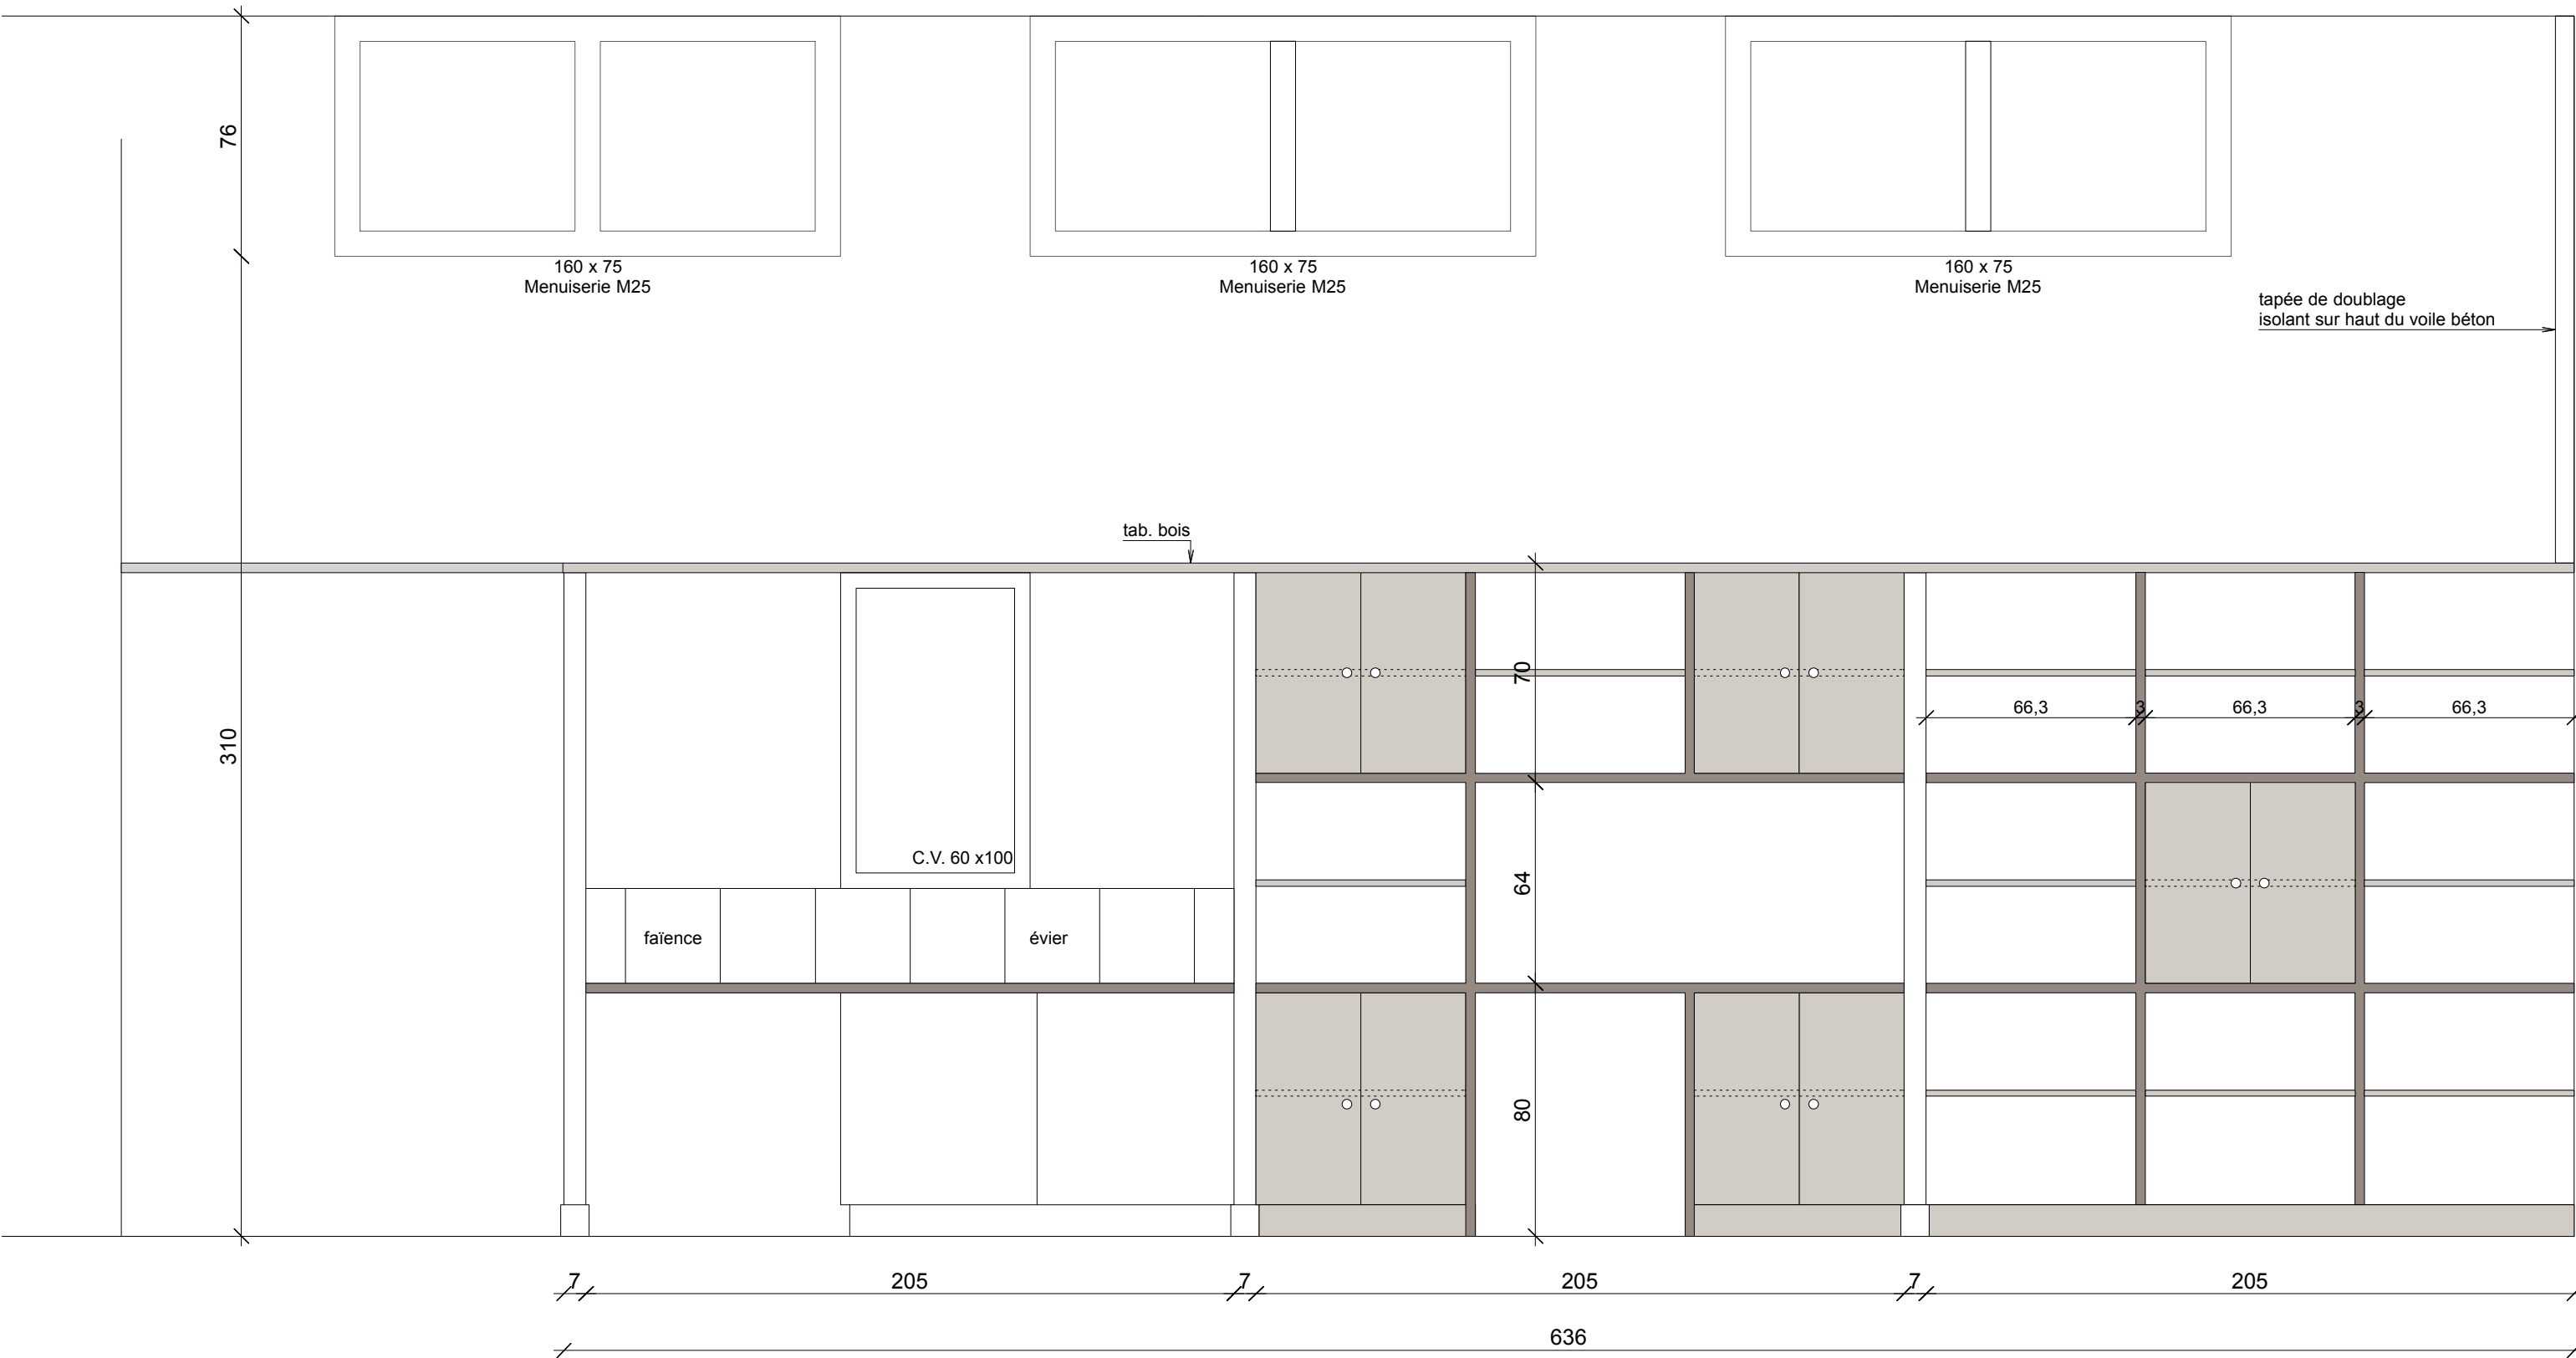 76
160 x 75
Menuiserie M25
160 x 75
Menuiserie M25
160 x 75
Menuiserie M25
tapée de doublage
isolant sur haut du voile béton
tab. bois
310
70
66,3
3
66,3
3
66,3
C.V. 60 x100
64
faïence
évier
80
7
205
7
205
7
205
636